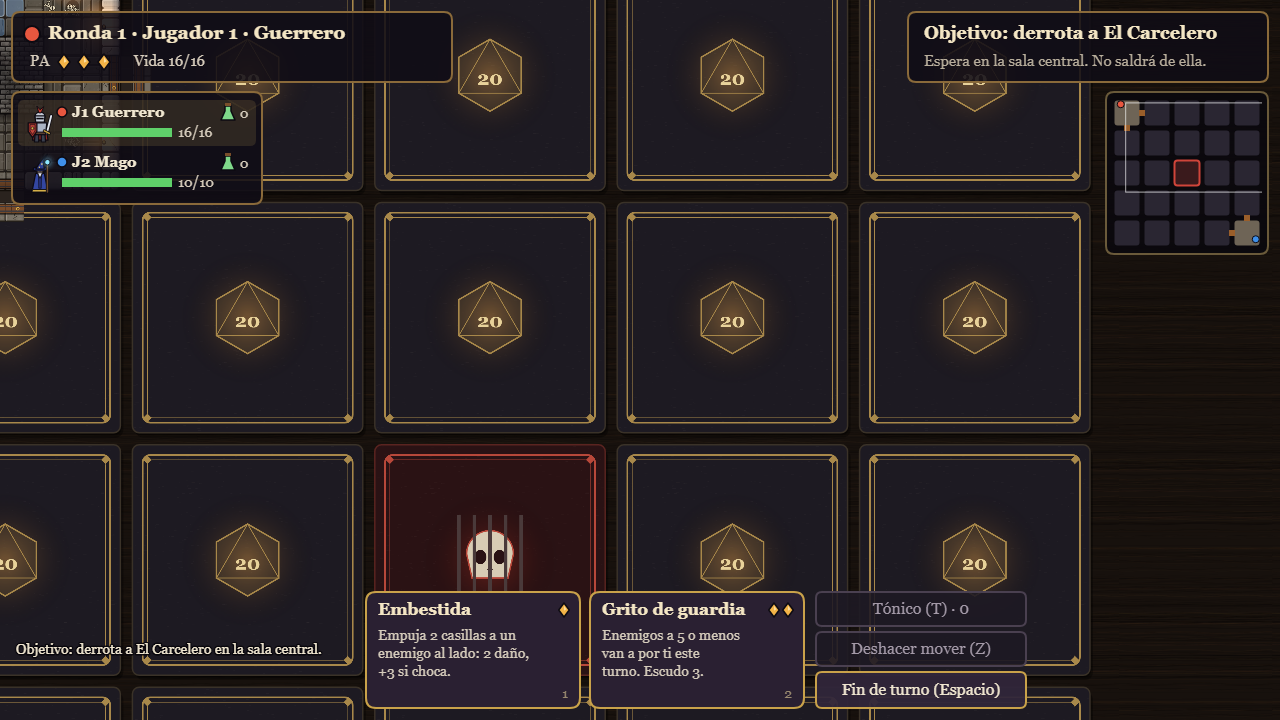 Ronda 1 · Jugador 1 · Guerrero
PA
Vida 16/16
Objetivo: derrota a El Carcelero
Espera en la sala central. No saldrá de ella.
J1 Guerrero
0
16/16
J2 Mago
0
10/10
20
20
20
20
20
20
20
20
20
20
20
20
20
Objetivo: derrota a El Carcelero en la sala central.
Embestida
Empuja 2 casillas a un
enemigo al lado: 2 daño,
+3 si choca.
1
Grito de guardia
Enemigos a 5 o menos
van a por ti este
turno. Escudo 3.
2
Tónico (T) · 0
Deshacer mover (Z)
Fin de turno (Espacio)